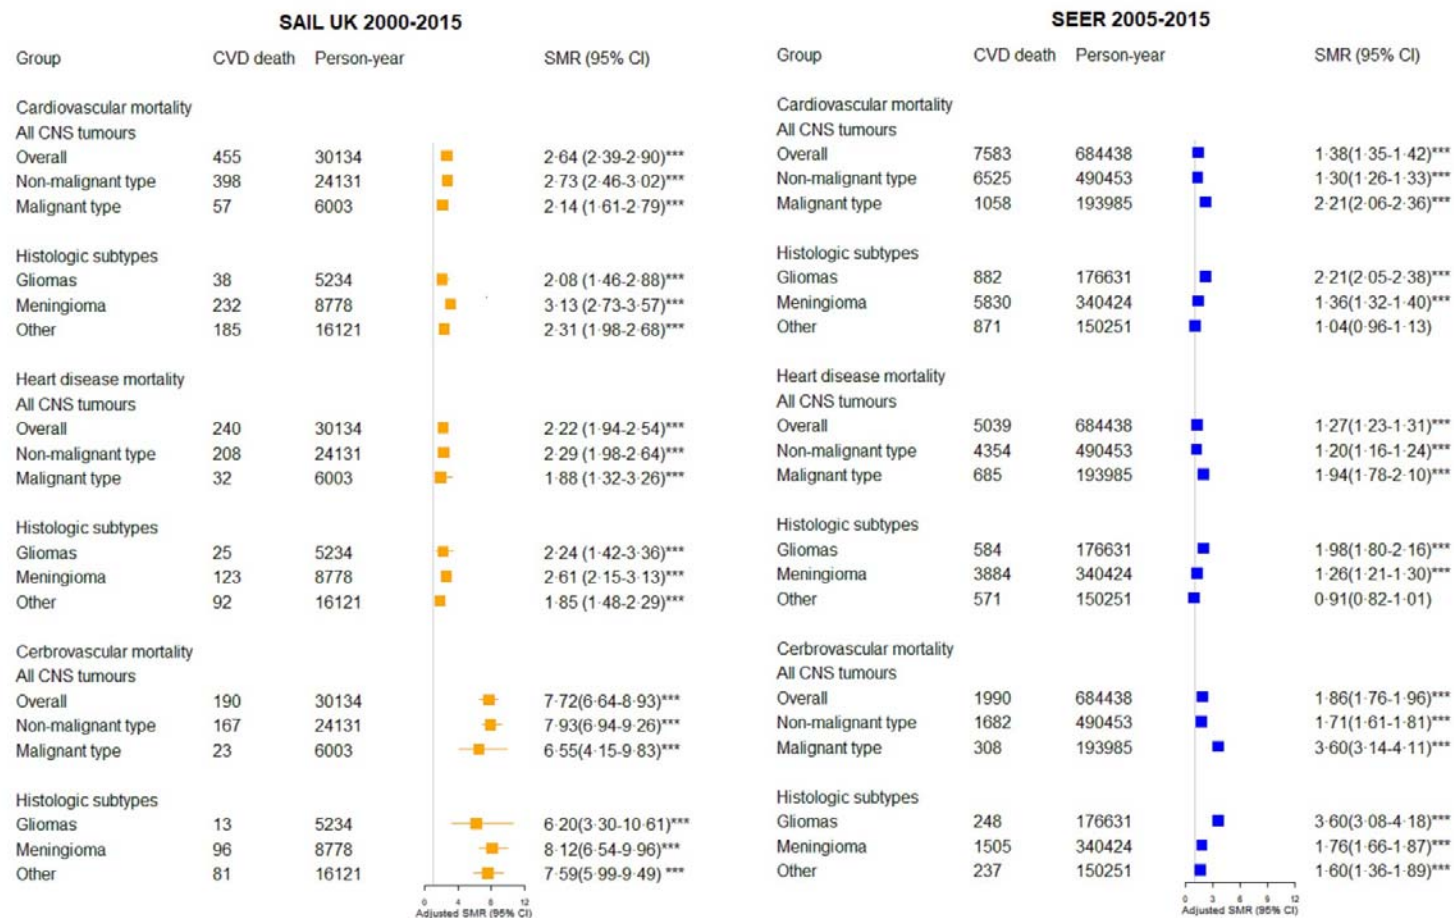 SAIL UK 2000-2015
Group CVD death Person-year SMR (95% CI)
Cardiovascular mortality
All CNS tumours
Overall 455 30134 2·64 (2·39-2·90)***
Non-malignant type 398 24131 2·73 (2·46-3·02)***
Malignant type 57 6003 2·14 (1·61-2·79)***
Histologic subtypes
Gliomas 38 5234 2·08 (1·46-2·88)***
Meningioma 232 8778 3·13 (2·73-3·57)***
Other 185 16121 2·31 (1·98-2·68)***
Heart disease mortality
All CNS tumours
Overall 240 30134 2·22 (1·94-2·54)***
Non-malignant type 208 24131 2·29 (1·98-2·64)***
Malignant type 32 6003 1·88 (1·32-3·26)***
Histologic subtypes
Gliomas 25 5234 2·24 (1·42-3·36)***
Meningioma 123 8778 2·61 (2·15-3·13)***
Other 92 16121 1·85 (1·48-2·29)***
Cerbrovascular mortality
All CNS tumours
Overall 190 30134 7·72(6·64-8·93)***
Non-malignant type 167 24131 7·93(6·94-9·26)***
Malignant type 23 6003 6·55(4·15-9·83)***
Histologic subtypes
Gliomas 13 5234 6·20(3·30-10·61)***
Meningioma 96 8778 8·12(6·54-9·96)***
Other 81 16121 7·59(5·99-9·49) ***
0 4 8 12
Adjusted SMR (95% CI)
SEER 2005-2015
Group CVD death Person-year SMR (95% CI)
Cardiovascular mortality
All CNS tumours
Overall 7583 684438 1·38(1·35-1·42)***
Non-malignant type 6525 490453 1·30(1·26-1·33)***
Malignant type 1058 193985 2·21(2·06-2·36)***
Histologic subtypes
Gliomas 882 176631 2·21(2·05-2·38)***
Meningioma 5830 340424 1·36(1·32-1·40)***
Other 871 150251 1·04(0·96-1·13)
Heart disease mortality
All CNS tumours
Overall 5039 684438 1·27(1·23-1·31)***
Non-malignant type 4354 490453 1·20(1·16-1·24)***
Malignant type 685 193985 1·94(1·78-2·10)***
Histologic subtypes
Gliomas 584 176631 1·98(1·80-2·16)***
Meningioma 3884 340424 1·26(1·21-1·30)***
Other 571 150251 0·91(0·82-1·01)
Cerbrovascular mortality
All CNS tumours
Overall 1990 684438 1·86(1·76-1·96)***
Non-malignant type 1682 490453 1·71(1·61-1·81)***
Malignant type 308 193985 3·60(3·14-4·11)***
Histologic subtypes
Gliomas 248 176631 3·60(3·08-4·18)***
Meningioma 1505 340424 1·76(1·66-1·87)***
Other 237 150251 1·60(1·36-1·89)***
0 3 6 9 12
Adjusted SMR (95% CI)